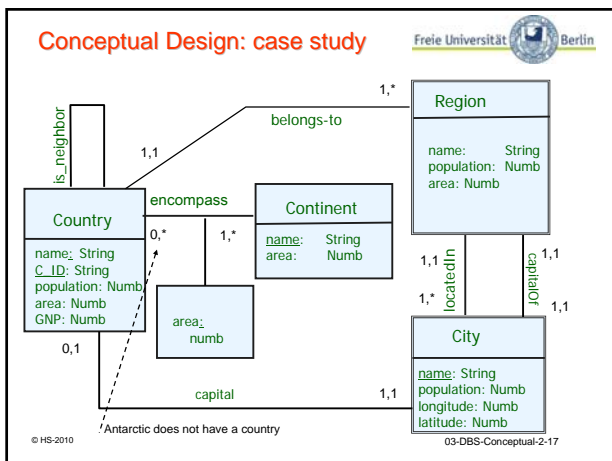 Conceptual Design: case study
Freie Universität Berlin
is_neighbor
belongs-to
1,*
1,1
Region
name: String
population: Numb
area: Numb
encompass
0,*
1,*
Country
name: String
C_ID: String
population: Numb
area: Numb
GNP: Numb
Continent
name: String
area: Numb
area:
numb
1,1
locatedIn
1,*
1,1
capitalOf
1,1
City
name: String
population: Numb
longitude: Numb
latitude: Numb
0,1
capital
1,1
Antarctic does not have a country
© HS-2010
03-DBS-Conceptual-2-17